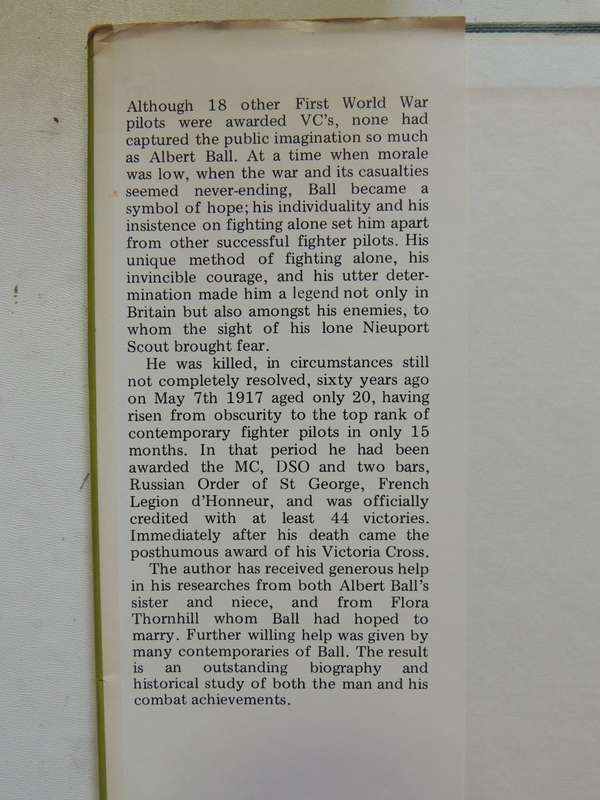 Although 18 other First World War
pilots were awarded VC's, none had
captured the public imagination so much
as Albert Ball. At a time when morale
was low, when the war and its casualties
seemed never-ending, Ball became a
symbol of hope; his individuality and his
insistence on fighting alone set him apart
from other successful fighter pilots. His
unique method of fighting alone, his
invincible courage, and his utter deter-
mination made him a legend not only in
Britain but also amongst his enemies, to
whom the sight of his lone Nieuport
Scout brought fear.
He was killed, in circumstances still
not completely resolved, sixty years ago
on May 7th 1917 aged only 20, having
risen from obscurity to the top rank of
contemporary fighter pilots in only 15
months. In that period he had been
awarded the MC, DSO and two bars,
Russian Order of St George, French
Legion d'Honneur, and was officially
credited with at least 44 victories.
Immediately after his death came the
posthumous award of his Victoria Cross.
The author has received generous help
in his researches from both Albert Ball's
sister and niece, and from Flora
Thornhill whom Ball had hoped to
marry. Further willing help was given by
many contemporaries of Ball. The result
is an outstanding biography and
historical study of both the man and his
combat achievements.